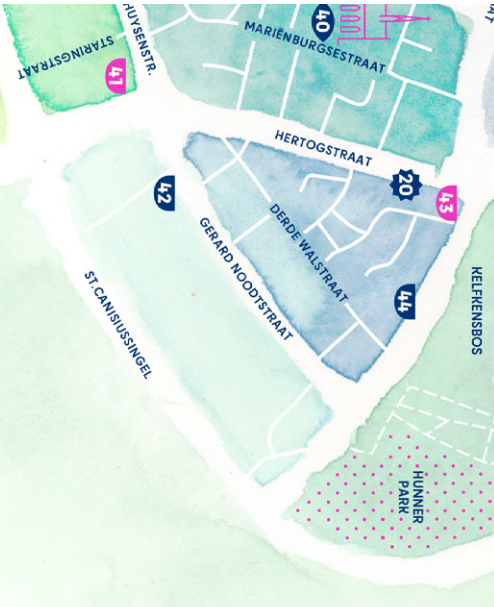 40
MARIËNBURGSESTRAAT
HUYSENSTR.
STARINGSTRAAT
41
HERTOGSTRAAT
20
43
42
DERDE WALSTRAAT
GERARD NOODTSTRAAT
44
KELFKENSBOS
ST. CANISIUSSINGEL
HUNNER
PARK